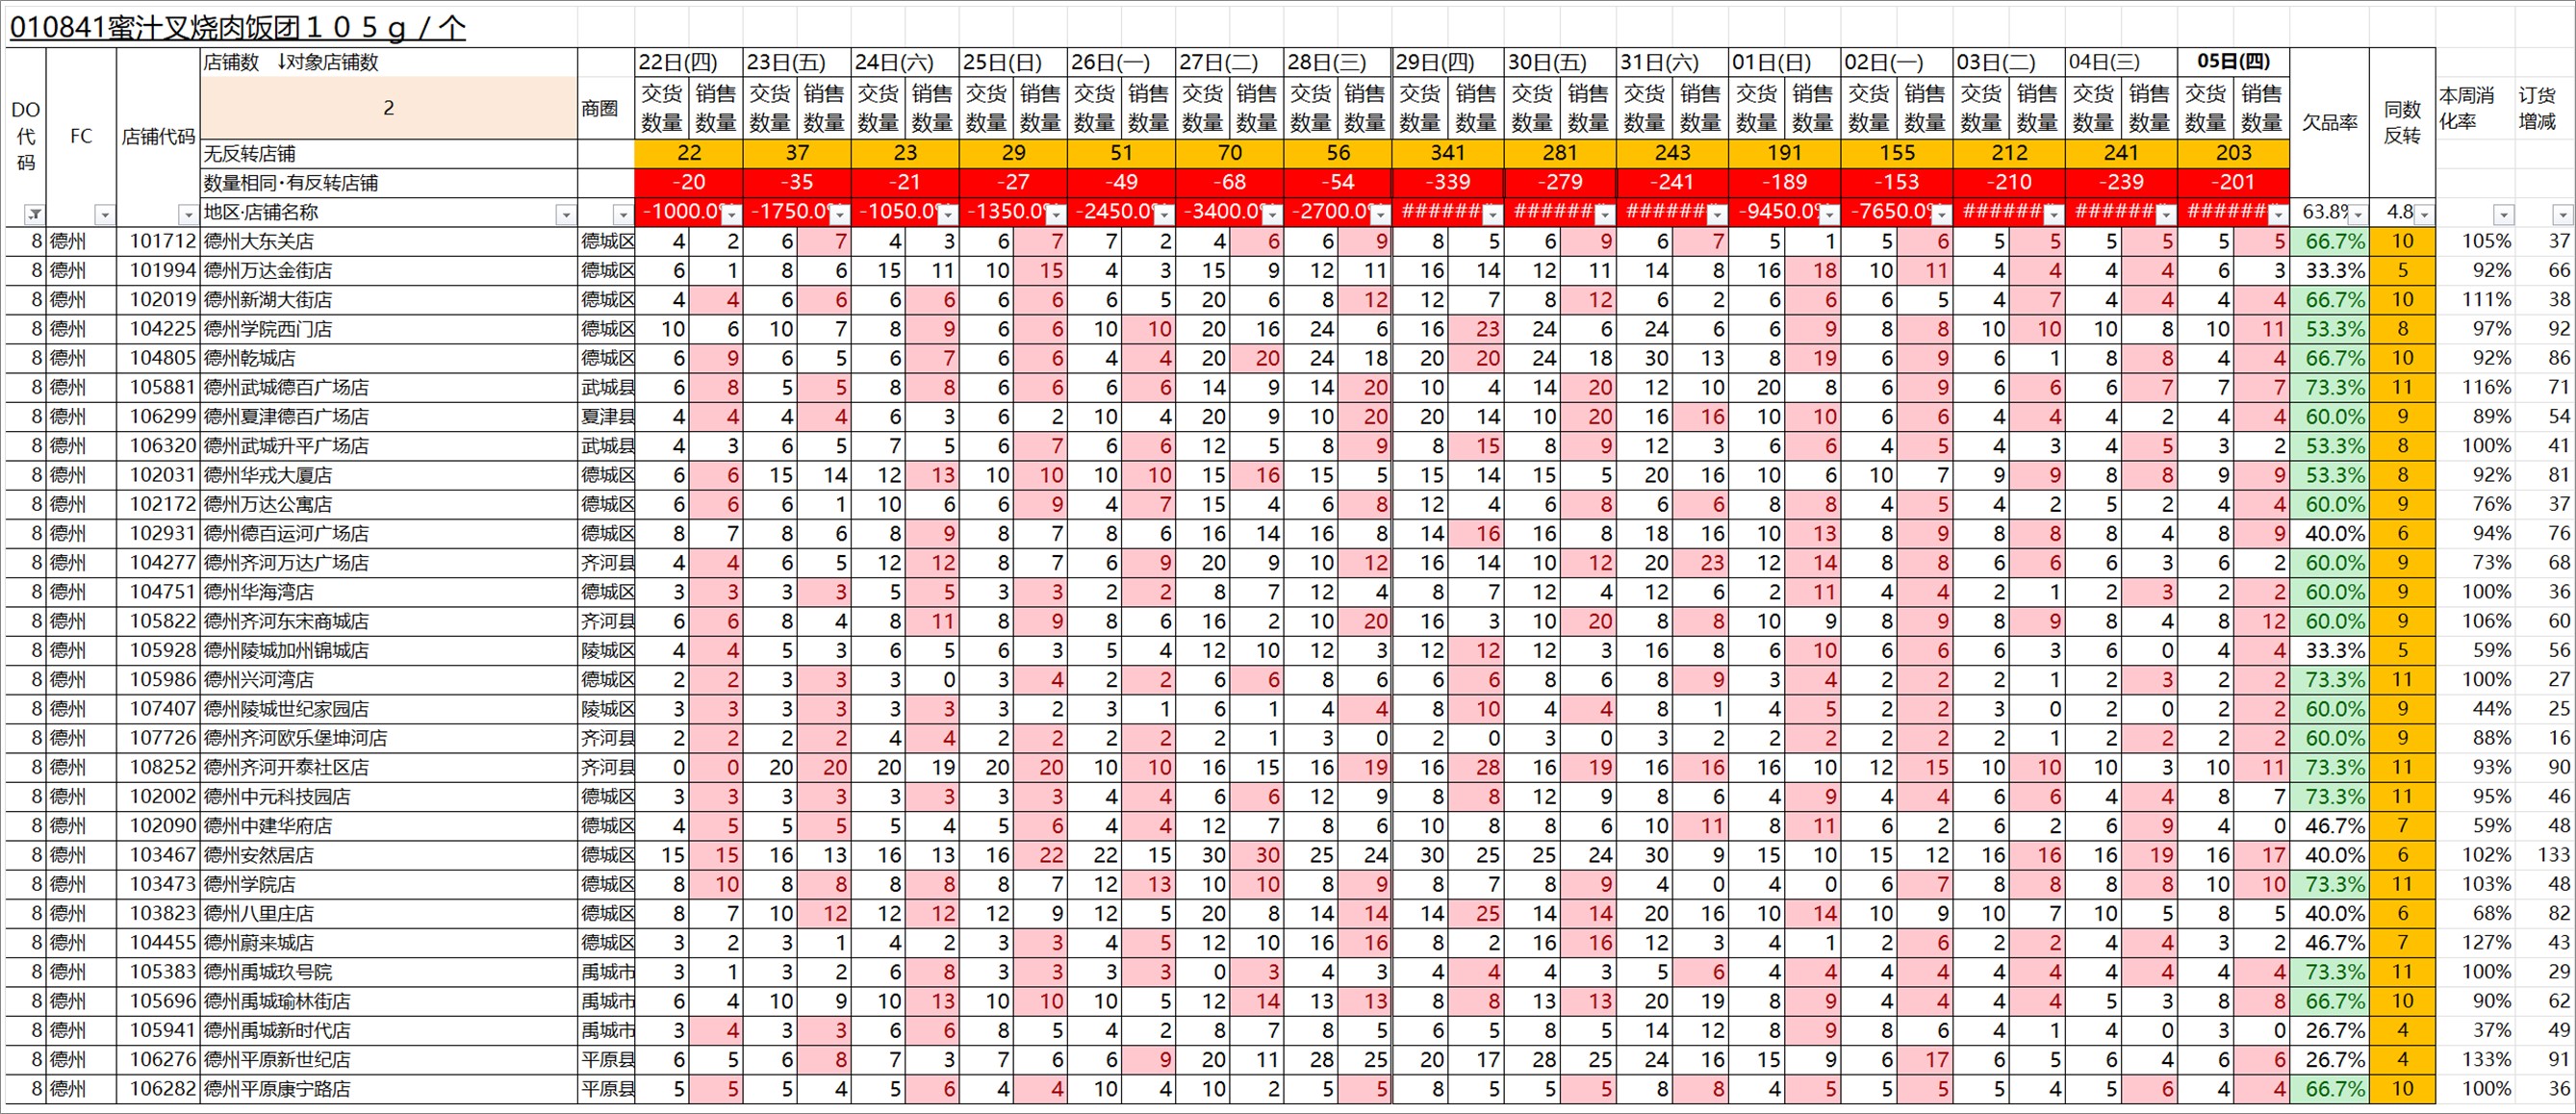 010841蜜汁叉烧肉饭团１０５ｇ／个
店铺数 ↓对象店铺数 22日(四) 23日(五) 24日(六) 25日(日) 26日(一) 27日(二) 28日(三) 29日(四) 30日(五) 31日(六) 01日(日) 02日(一) 03日(二) 04日(三) 05日(四)
DO代码 FC 店铺代码 2 商圈 交货数量 销售数量 交货数量 销售数量 交货数量 销售数量 交货数量 销售数量 交货数量 销售数量 交货数量 销售数量 交货数量 销售数量 交货数量 销售数量 交货数量 销售数量 交货数量 销售数量 交货数量 销售数量 交货数量 销售数量 交货数量 销售数量 交货数量 销售数量 交货数量 销售数量 欠品率 同数反转 本周消化率 订货增减
无反转店铺 22 37 23 29 51 70 56 341 281 243 191 155 212 241 203
数量相同·有反转店铺 -20 -35 -21 -27 -49 -68 -54 -339 -279 -241 -189 -153 -210 -239 -201
地区·店铺名称 -1000.0% -1750.0% -1050.0% -1350.0% -2450.0% -3400.0% -2700.0% ####### ####### ####### -9450.0% -7650.0% ####### ####### ####### 63.8% 4.8
8 德州 101712 德州大东关店 德城区 4 2 6 7 4 3 6 7 7 2 4 6 6 9 8 5 6 9 6 7 5 1 5 6 5 5 5 5 5 5 66.7% 10 105% 37
8 德州 101994 德州万达金街店 德城区 6 1 8 6 15 11 10 15 4 3 15 9 12 11 16 14 12 11 14 8 16 18 10 11 4 4 4 4 6 3 33.3% 5 92% 66
8 德州 102019 德州新湖大街店 德城区 4 4 6 6 6 6 6 6 6 5 20 6 8 12 12 7 8 12 6 2 6 6 6 5 4 7 4 4 4 4 66.7% 10 111% 38
8 德州 104225 德州学院西门店 德城区 10 6 10 7 8 9 6 6 10 10 20 16 24 6 16 23 24 6 24 6 6 9 8 8 10 10 10 8 10 11 53.3% 8 97% 92
8 德州 104805 德州乾城店 德城区 6 9 6 5 6 7 6 6 4 4 20 20 24 18 20 20 24 18 30 13 8 19 6 9 6 1 8 8 4 4 66.7% 10 92% 86
8 德州 105881 德州武城德百广场店 武城县 6 8 5 5 8 8 6 6 6 6 14 9 14 20 10 4 14 20 12 10 20 8 6 9 6 6 6 7 7 7 73.3% 11 116% 71
8 德州 106299 德州夏津德百广场店 夏津县 4 4 4 4 6 3 6 2 10 4 20 9 10 20 20 14 10 20 16 16 10 10 6 6 4 4 4 2 4 4 60.0% 9 89% 54
8 德州 106320 德州武城升平广场店 武城县 4 3 6 5 7 5 6 7 6 6 12 5 8 9 8 15 8 9 12 3 6 6 4 5 4 3 4 5 3 2 53.3% 8 100% 41
8 德州 102031 德州华戎大厦店 德城区 6 6 15 14 12 13 10 10 10 10 15 16 15 5 15 14 15 5 20 16 10 6 10 7 9 9 8 8 9 9 53.3% 8 92% 81
8 德州 102172 德州万达公寓店 德城区 6 6 6 1 10 6 6 9 4 7 15 4 6 8 12 4 6 8 6 6 8 8 4 5 4 2 5 2 4 4 60.0% 9 76% 37
8 德州 102931 德州德百运河广场店 德城区 8 7 8 6 8 9 8 7 8 6 16 14 16 8 14 16 16 8 18 16 10 13 8 9 8 8 8 4 8 9 40.0% 6 94% 76
8 德州 104277 德州齐河万达广场店 齐河县 4 4 6 5 12 12 8 7 6 9 20 9 10 12 16 14 10 12 20 23 12 14 8 8 6 6 6 3 6 2 60.0% 9 73% 68
8 德州 104751 德州华海湾店 德城区 3 3 3 3 5 5 3 3 2 2 8 7 12 4 8 7 12 4 12 6 2 11 4 4 2 1 2 3 2 2 60.0% 9 100% 36
8 德州 105822 德州齐河东宋商城店 齐河县 6 6 8 4 8 11 8 9 8 6 16 2 10 20 16 3 10 20 8 8 10 9 8 9 8 9 8 4 8 12 60.0% 9 106% 60
8 德州 105928 德州陵城加州锦城店 陵城区 4 4 5 3 6 5 6 3 5 4 12 10 12 3 12 12 12 3 16 8 6 10 6 6 6 3 6 0 4 4 33.3% 5 59% 56
8 德州 105986 德州兴河湾店 德城区 2 2 3 3 3 0 3 4 2 2 6 6 8 6 6 6 8 6 8 9 3 4 2 2 2 1 2 3 2 2 73.3% 11 100% 27
8 德州 107407 德州陵城世纪家园店 陵城区 3 3 3 3 3 3 3 2 3 1 6 1 4 4 8 10 4 4 8 1 4 5 2 2 3 0 2 0 2 2 60.0% 9 44% 25
8 德州 107726 德州齐河欧乐堡坤河店 齐河县 2 2 2 2 4 4 2 2 2 2 2 1 3 0 2 0 3 0 3 2 2 2 2 2 2 1 2 2 2 2 60.0% 9 88% 16
8 德州 108252 德州齐河开泰社区店 齐河县 0 0 20 20 20 19 20 20 10 10 16 15 16 19 16 28 16 19 16 16 16 10 12 15 10 10 10 3 10 11 73.3% 11 93% 90
8 德州 102002 德州中元科技园店 德城区 3 3 3 3 3 3 3 3 4 4 6 6 12 9 8 8 12 9 8 6 4 9 4 4 6 6 4 4 8 7 73.3% 11 95% 46
8 德州 102090 德州中建华府店 德城区 4 5 5 5 5 4 5 6 4 4 12 7 8 6 10 8 8 6 10 11 8 11 6 2 6 2 6 9 4 0 46.7% 7 59% 48
8 德州 103467 德州安然居店 德城区 15 15 16 13 16 13 16 22 22 15 30 30 25 24 30 25 25 24 30 9 15 10 15 12 16 16 16 19 16 17 40.0% 6 102% 133
8 德州 103473 德州学院店 德城区 8 10 8 8 8 8 8 7 12 13 10 10 8 9 8 7 8 9 4 0 4 0 6 7 8 8 8 8 10 10 73.3% 11 103% 48
8 德州 103823 德州八里庄店 德城区 8 7 10 12 12 12 12 9 12 5 20 8 14 14 14 25 14 14 20 16 10 14 10 9 10 7 10 5 8 5 40.0% 6 68% 82
8 德州 104455 德州蔚来城店 德城区 3 2 3 1 4 2 3 3 4 5 12 10 16 16 8 2 16 16 12 3 4 1 2 6 2 2 4 4 3 2 46.7% 7 127% 43
8 德州 105383 德州禹城玖号院 禹城市 3 1 3 2 6 8 3 3 3 3 0 3 4 3 4 4 4 3 5 6 4 4 4 4 4 4 4 4 4 4 73.3% 11 100% 29
8 德州 105696 德州禹城瑜林街店 禹城市 6 4 10 9 10 13 10 10 10 5 12 14 13 13 8 8 13 13 20 19 8 9 4 4 4 4 5 3 8 8 66.7% 10 90% 62
8 德州 105941 德州禹城新时代店 禹城市 3 4 3 3 6 6 8 5 4 2 8 7 8 5 6 5 8 5 14 12 8 9 8 6 4 1 4 0 3 0 26.7% 4 37% 49
8 德州 106276 德州平原新世纪店 平原县 6 5 6 8 7 3 7 6 6 9 20 11 28 25 20 17 28 25 24 16 15 9 6 17 6 5 6 4 6 6 26.7% 4 133% 91
8 德州 106282 德州平原康宁路店 平原县 5 5 5 4 5 6 4 4 10 4 10 2 5 5 8 5 5 5 8 8 4 5 5 5 5 4 5 6 4 4 66.7% 10 100% 36